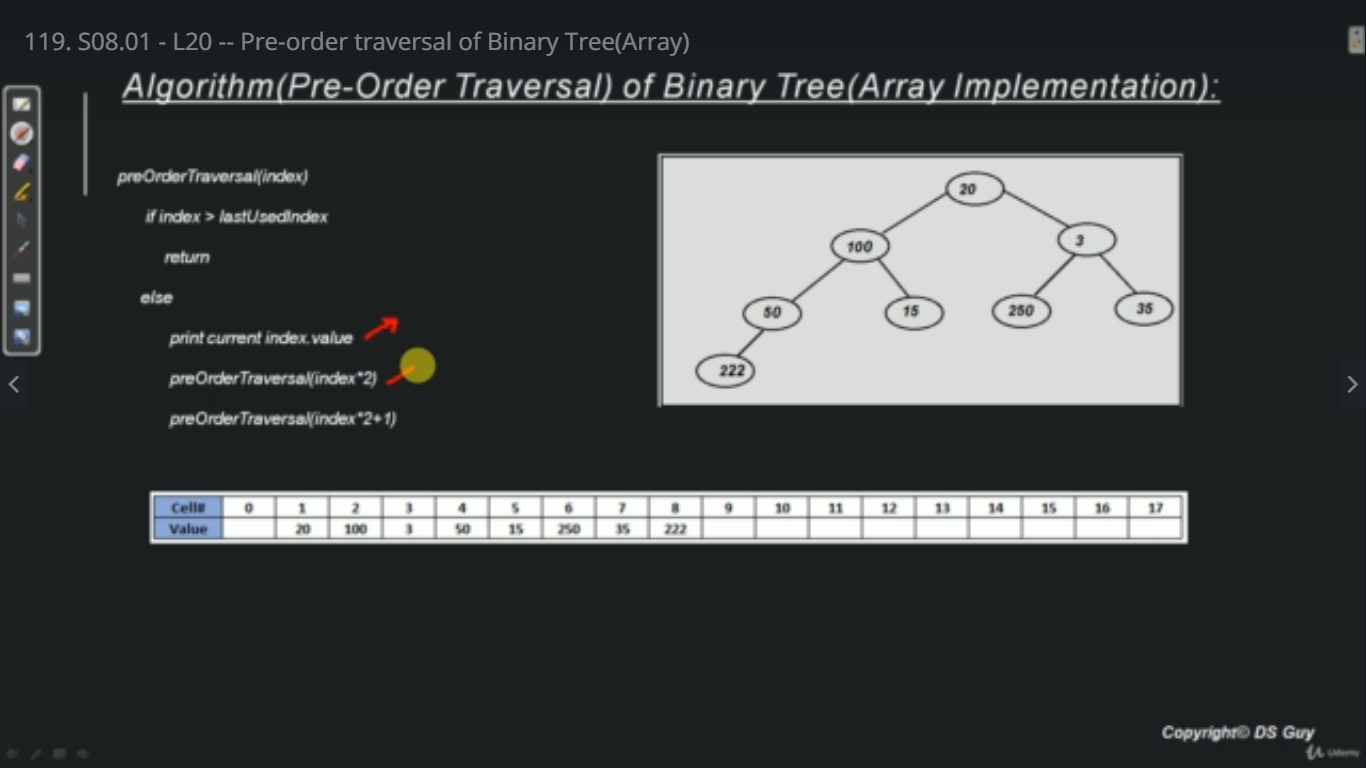 119. S08.01 - L20 -- Pre-order traversal of Binary Tree(Array)
Algorithm(Pre-Order Traversal) of Binary Tree(Array Implementation):
preOrderTraversal(index)
if index > lastUsedIndex
return
else
print current index.value
preOrderTraversal(index*2)
preOrderTraversal(index*2+1)
20
100
3
50
15
250
35
222
Cell# 0 1 2 3 4 5 6 7 8 9 10 11 12 13 14 15 16 17
Value 20 100 3 50 15 250 35 222
Copyright© DS Guy
Udemy